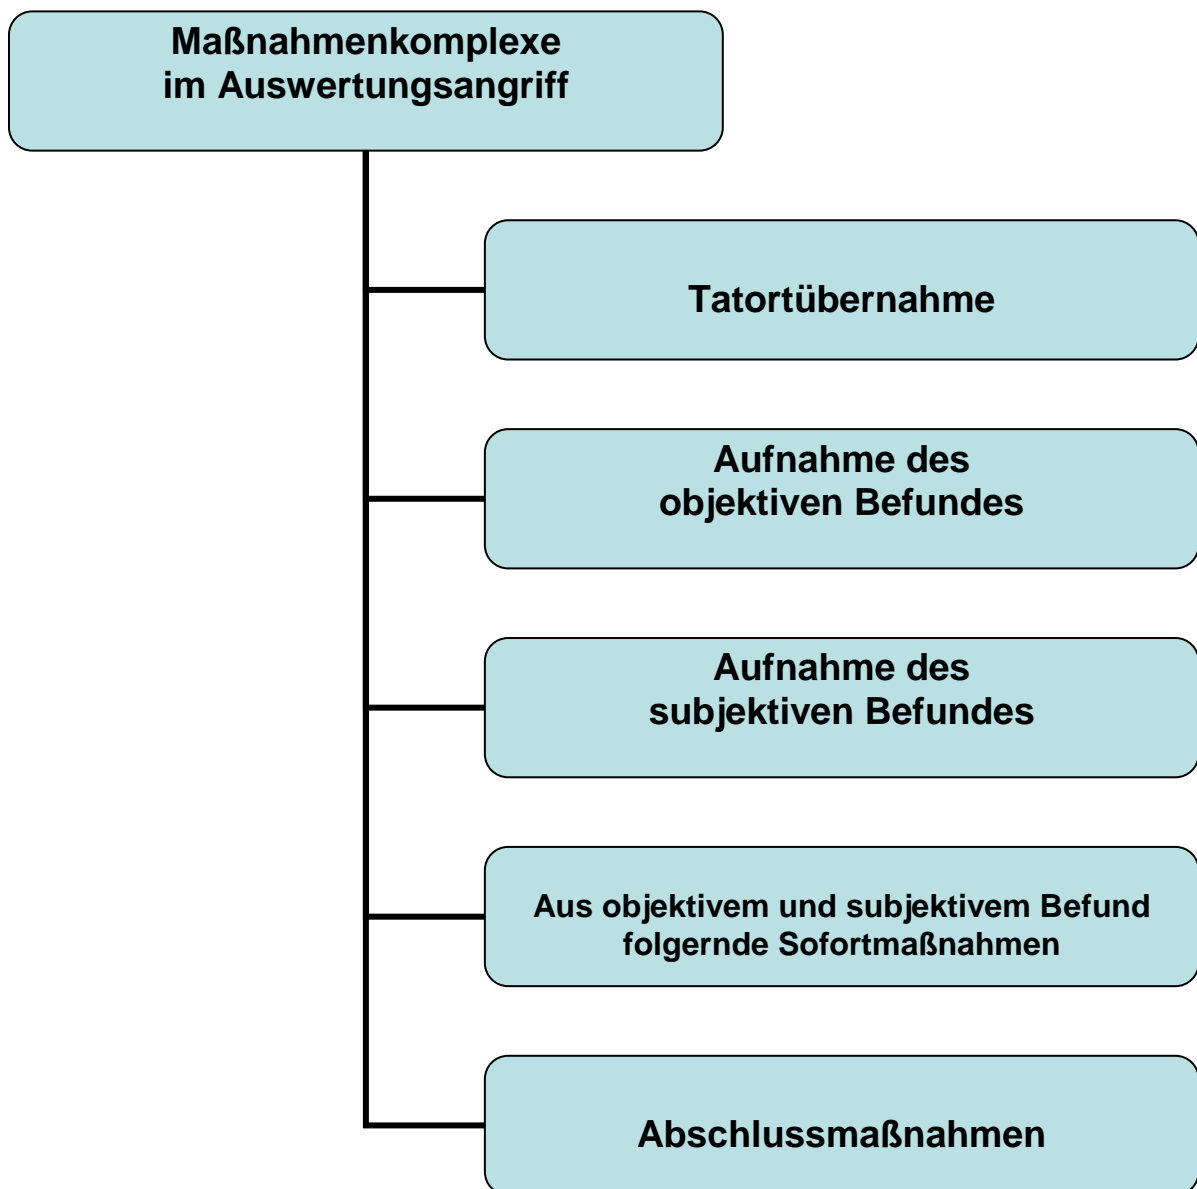 Maßnahmenkomplexe
im Auswertungsangriff
Tatortübernahme
Aufnahme des
objektiven Befundes
Aufnahme des
subjektiven Befundes
Aus objektivem und subjektivem Befund
folgernde Sofortmaßnahmen
Abschlussmaßnahmen